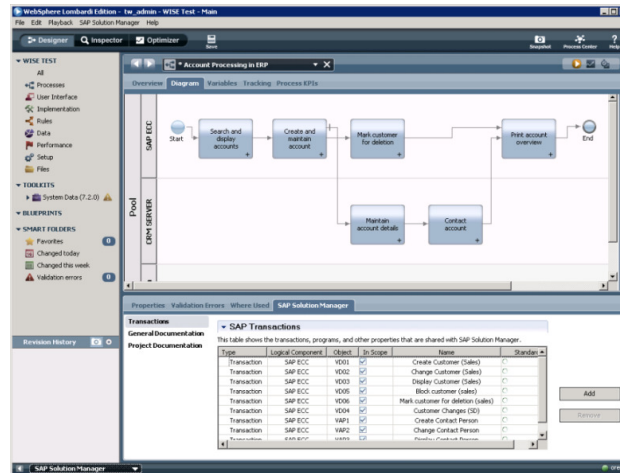 WebSphere Lombardi Edition - tw_admin - WISE Test - Main
File Edit Playback SAP Solution Manager Help
Designer Inspector Optimizer
Save
Snapshot Process Center Help
WISE TEST
All
Processes
User Interface
Implementation
Rules
Data
Performance
Setup
Files
TOOLKITS
System Data (7.2.0)
BLUEPRINTS
SMART FOLDERS
Favorites 0
Changed today
Changed this week
Validation errors 0
Revision History
* Account Processing in ERP
Overview Diagram Variables Tracking Process KPIs
Pool
SAP ECC
Start
Search and display accounts
Create and maintain account
Mark customer for deletion
Print account overview
End
CRM SERVER
Maintain account details
Contact account
Properties Validation Errors Where Used SAP Solution Manager
Transactions
General Documentation
Project Documentation
SAP Transactions
This table shows the transactions, programs, and other properties that are shared with SAP Solution Manager.
Type Logical Component Object In Scope Name Standar
Transaction SAP ECC VD01 Create Customer (Sales)
Transaction SAP ECC VD02 Change Customer (Sales)
Transaction SAP ECC VD03 Display Customer (Sales)
Transaction SAP ECC VD05 Block customer (sales)
Transaction SAP ECC VD06 Mark customer for deletion (sales)
Transaction SAP ECC VD04 Customer Changes (SD)
Transaction SAP ECC VAP1 Create Contact Person
Transaction SAP ECC VAP2 Change Contact Person
Transaction SAP ECC VAP3 Display Contact Person
Add
Remove
SAP Solution Manager